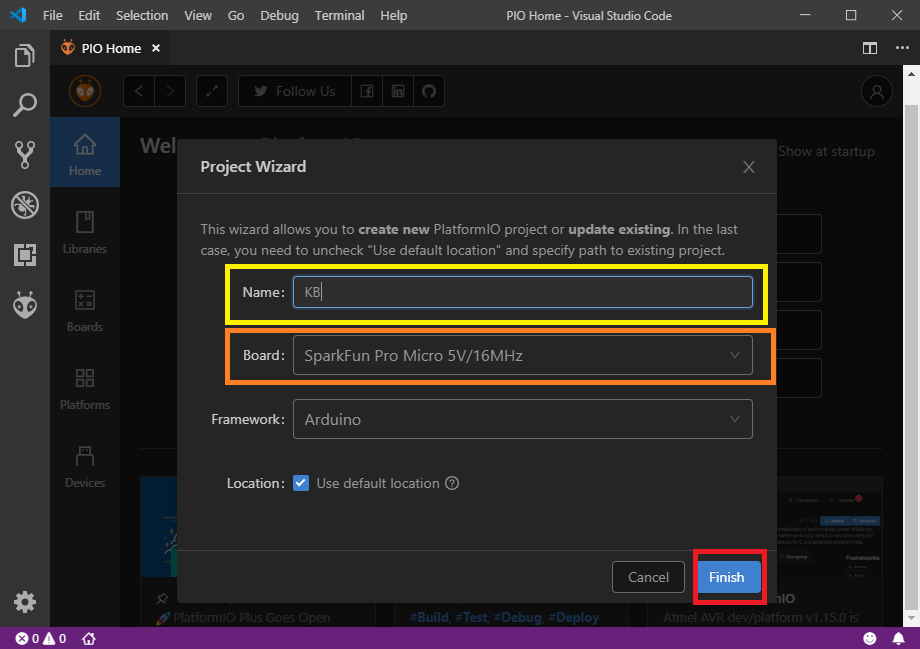 File Edit Selection View Go Debug Terminal Help PIO Home - Visual Studio Code
PIO Home
Follow Us
Wel
Show at startup
Home
Libraries
Boards
Platforms
Devices
Project Wizard
This wizard allows you to create new PlatformIO project or update existing. In the last
case, you need to uncheck "Use default location" and specify path to existing project.
Name: KB
Board: SparkFun Pro Micro 5V/16MHz
Framework: Arduino
Location: Use default location
Cancel Finish
PlatformIO Plus Goes Open
#Build, #Test, #Debug, #Deploy
Atmel AVR dev/platform v1.15.0 is
Frameworks
0 0